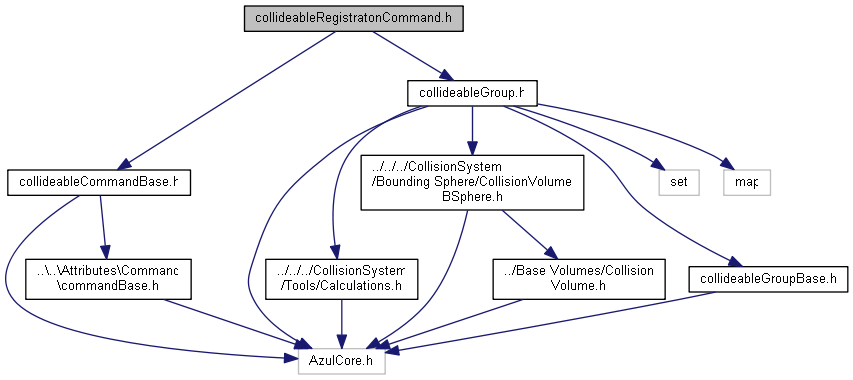 collideableRegistratonCommand.h
collideableGroup.h
../../../CollisionSystem
/Bounding Sphere/CollisionVolume
BSphere.h
collideableCommandBase.h
set
map
..\..\Attributes\Command
\commandBase.h
../../../CollisionSystem
/Tools/Calculations.h
../Base Volumes/Collision
Volume.h
collideableGroupBase.h
AzulCore.h